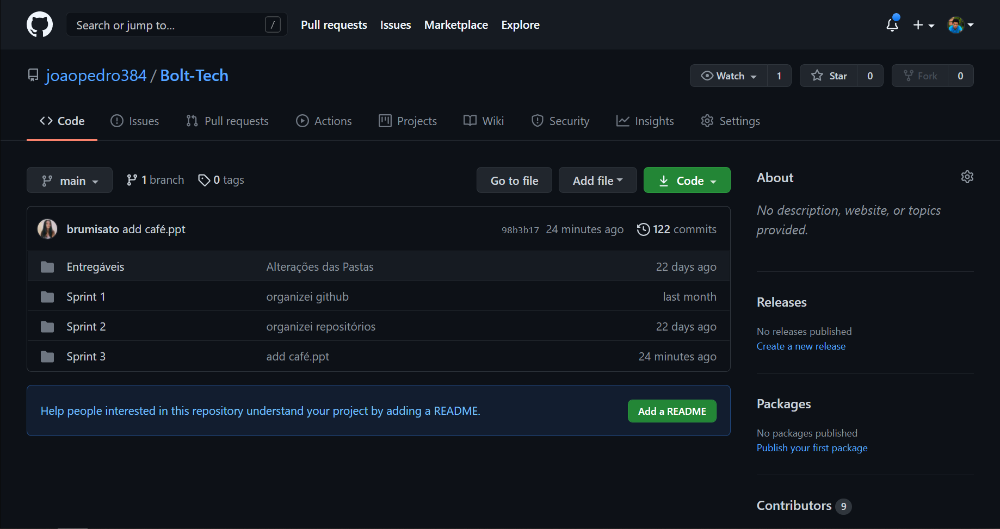 Search or jump to... /
Pull requests Issues Marketplace Explore
joaopedro384 / Bolt-Tech
Watch 1 Star 0 Fork 0
Code Issues Pull requests Actions Projects Wiki Security Insights Settings
main 1 branch 0 tags
Go to file Add file Code
brumisato add café.ppt 98b3b17 24 minutes ago 122 commits
Entregáveis Alterações das Pastas 22 days ago
Sprint 1 organizei github last month
Sprint 2 organizei repositórios 22 days ago
Sprint 3 add café.ppt 24 minutes ago
Help people interested in this repository understand your project by adding a README. Add a README
About
No description, website, or topics
provided.
Releases
No releases published
Create a new release
Packages
No packages published
Publish your first package
Contributors 9